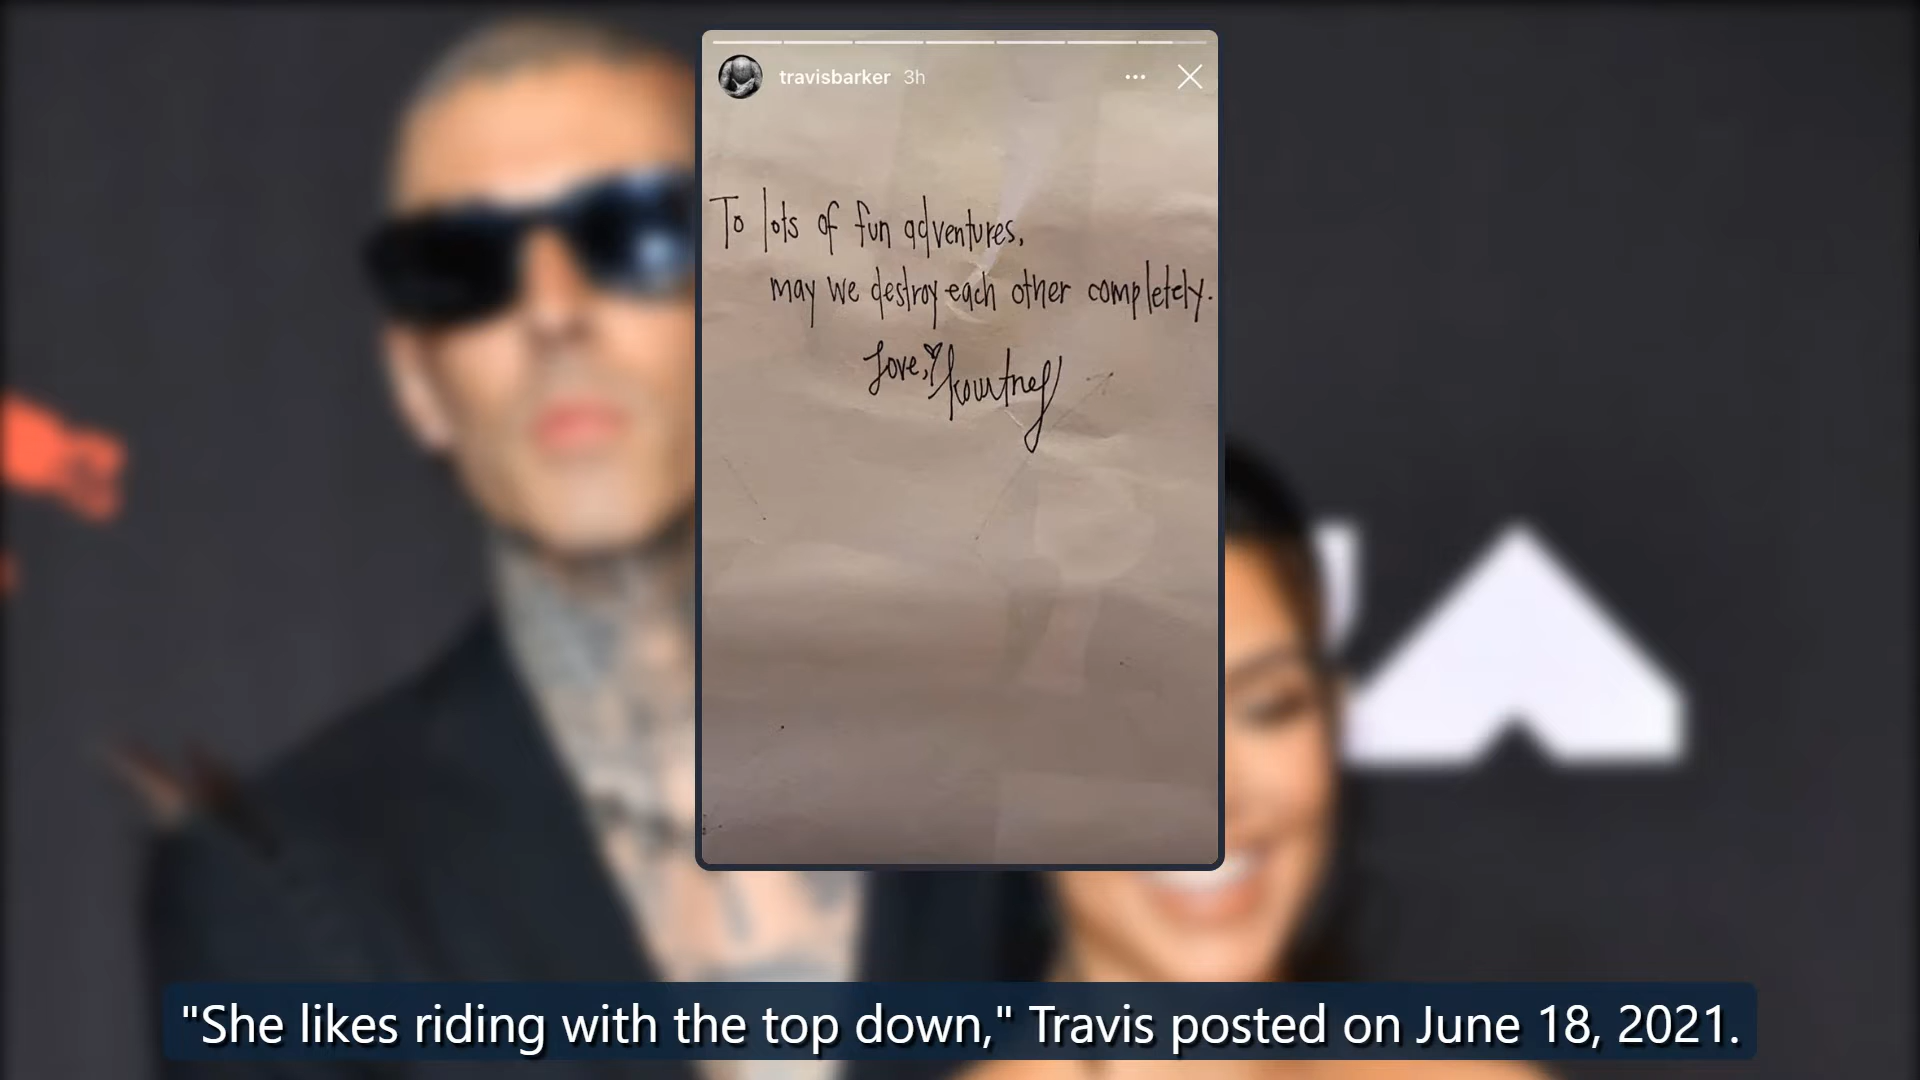 travisbarker 3h
To lots of fun adventures,
may we destroy each other completely.
Love, Kourtney
"She likes riding with the top down," Travis posted on June 18, 2021.